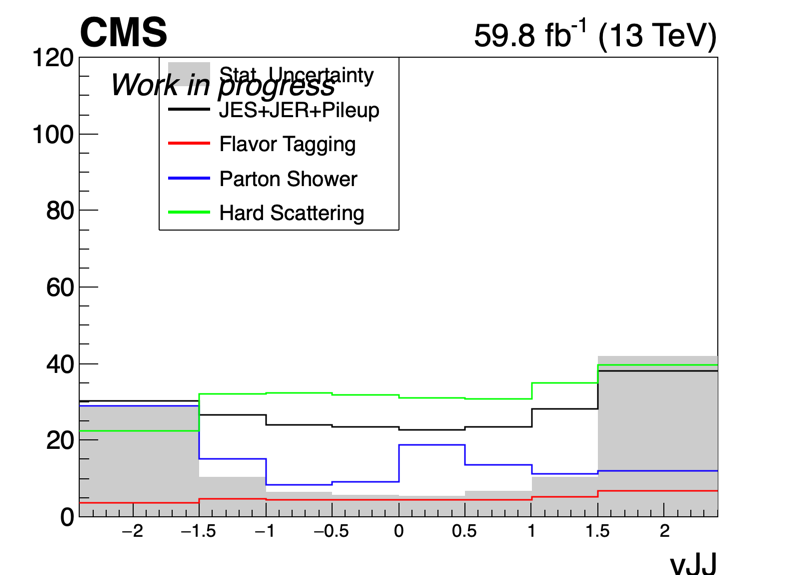 CMS 59.8 fb-1 (13 TeV)
120
Stat. Uncertainty
Work in progress
JES+JER+Pileup
100
Flavor Tagging
Parton Shower
80
Hard Scattering
60
40
20
0
−2 −1.5 −1 −0.5 0 0.5 1 1.5 2
yJJ